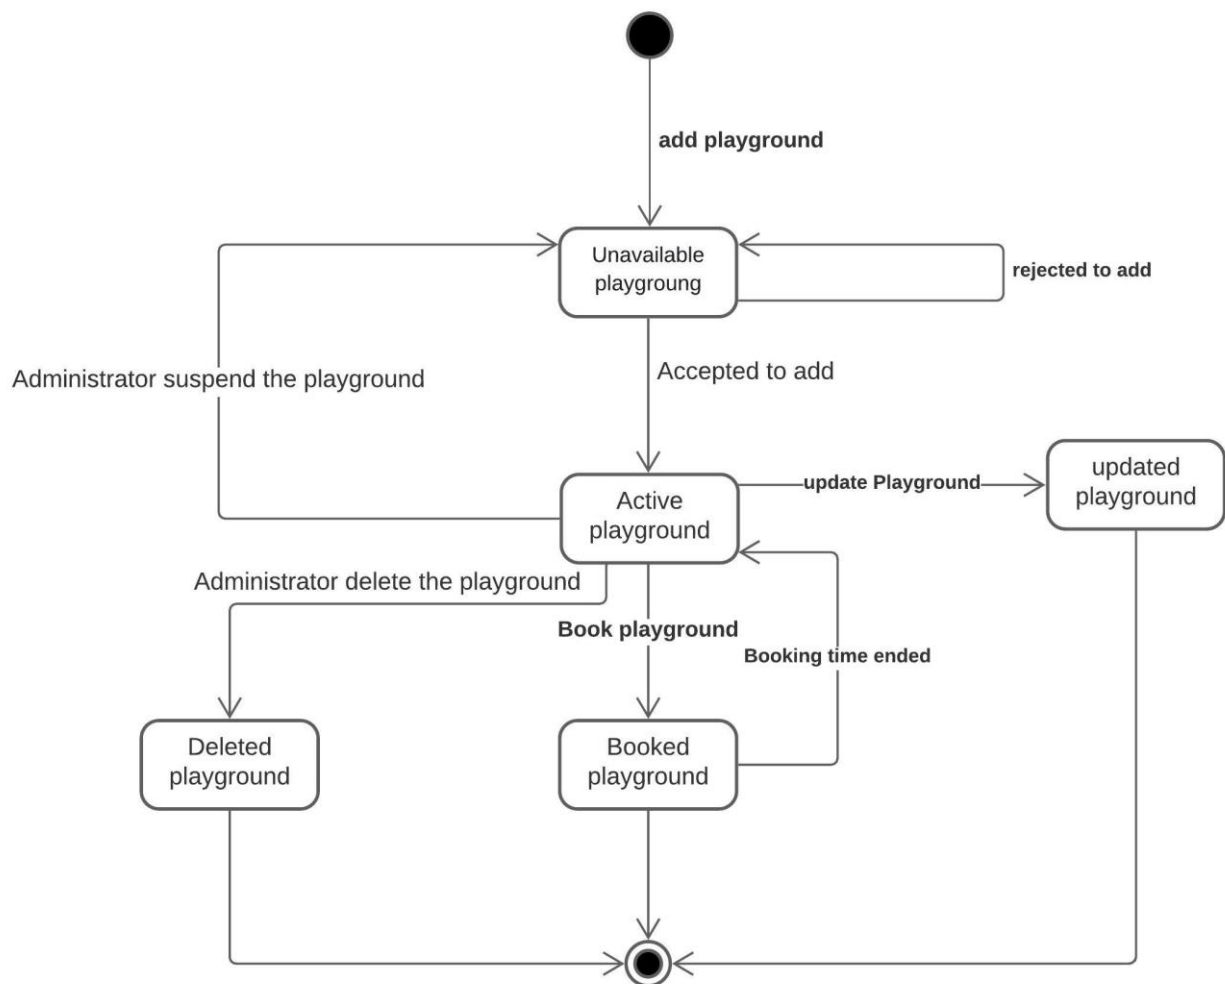 add playground
Unavailable
playgroung
rejected to add
Administrator suspend the playground
Accepted to add
updated
playground
update Playground
Active
playground
Administrator delete the playground
Book playground
Booking time ended
Deleted
playground
Booked
playground